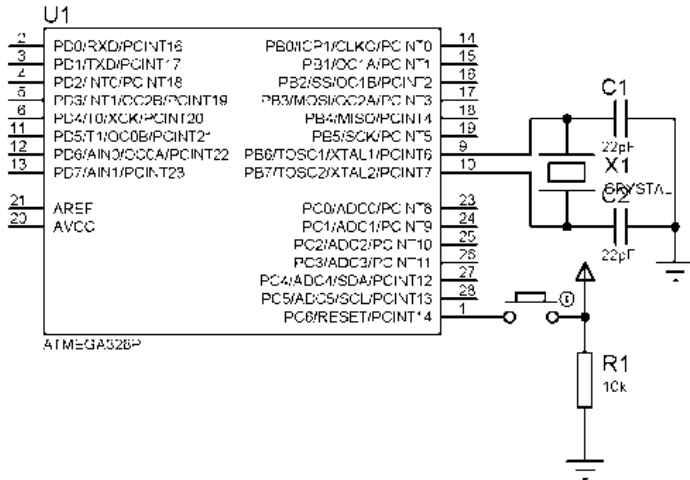 U1
2 PD0/RXD/PCINT16
3 PD1/TXD/PCINT17
4 PD2/INT0/PCINT18
5 PD3/INT1/OC2B/PCINT19
6 PD4/T0/XCK/PCINT20
11 PD5/T1/OC0B/PCINT21
12 PD6/AIN0/OC0A/PCINT22
13 PD7/AIN1/PCINT23
21 AREF
20 AVCC
PB0/ICP1/CLKO/PCINT0 14
PB1/OC1A/PCINT1 15
PB2/SS/OC1B/PCINT2 16
PB3/MOSI/OC2A/PCINT3 17
PB4/MISO/PCINT4 18
PB5/SCK/PCINT5 19
PB6/TOSC1/XTAL1/PCINT6 9
PB7/TOSC2/XTAL2/PCINT7 10
PC0/ADC0/PCINT8 23
PC1/ADC1/PCINT9 24
PC2/ADC2/PCINT10 25
PC3/ADC3/PCINT11 26
PC4/ADC4/SDA/PCINT12 27
PC5/ADC5/SCL/PCINT13 28
PC6/RESET/PCINT14 1
ATMEGA328P
C1
22pF
X1
CRYSTAL
C2
22pF
R1
10k